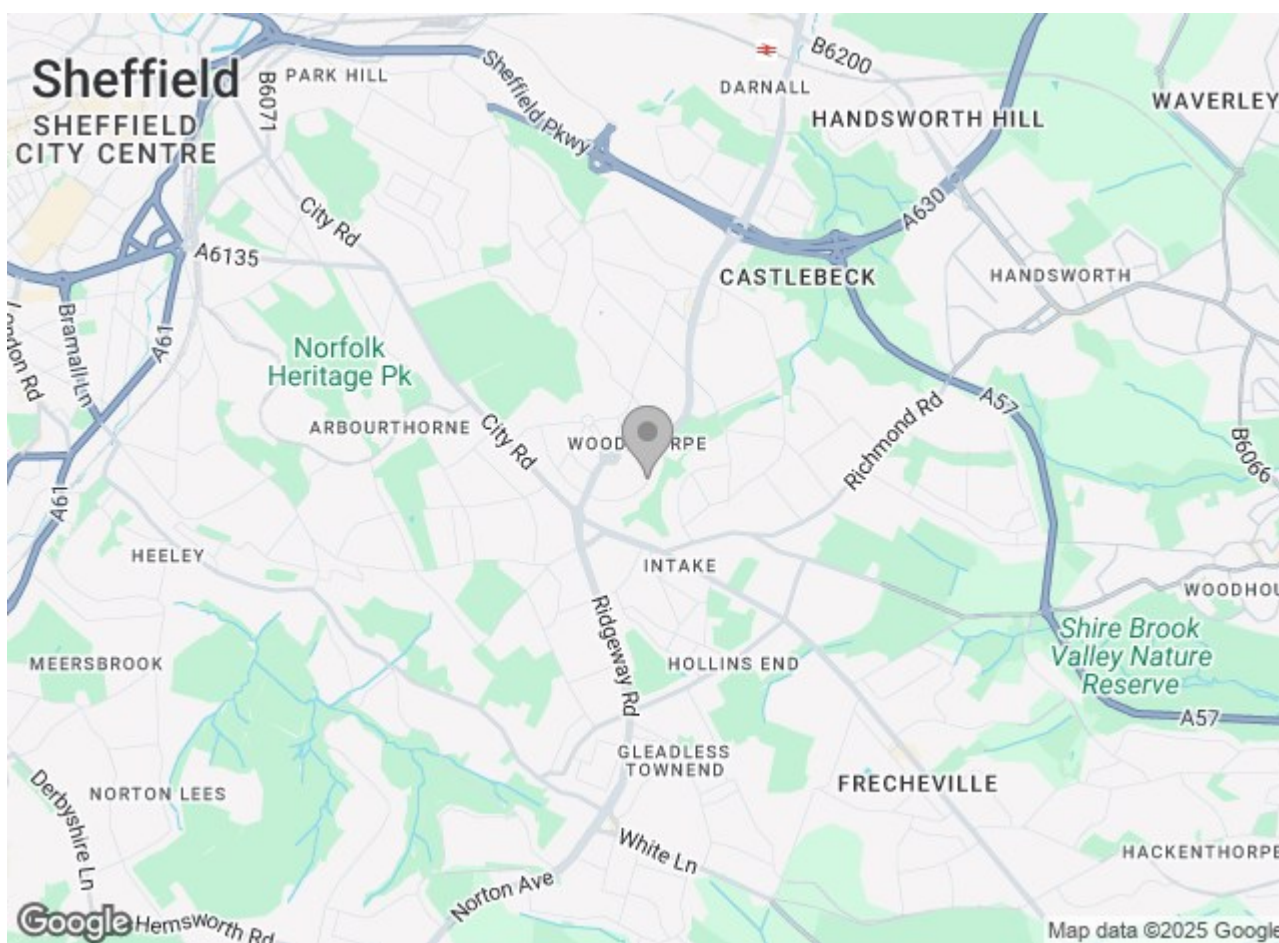 Sheffield
SHEFFIELD
CITY CENTRE
B6071
PARK HILL
Sheffield Pkwy
DARNALL
B6200
HANDSWORTH HILL
WAVERLEY
City Rd
A6135
A630
CASTLEBECK
HANDSWORTH
Bramall Ln
A61
Norfolk
Heritage Pk
ARBOURTHORNE
City Rd
Richmond Rd
A57
B6066
A61
HEELEY
INTAKE
Ridgeway Rd
Shire Brook
Valley Nature
Reserve
MEERSBROOK
HOLLINS END
A57
GLEADLESS
TOWNEND
Derbyshire Ln
NORTON LEES
FRECHEVILLE
White Ln
HACKENTHORPE
Norton Ave
Google
Hemsworth Rd
Map data ©2025 Google